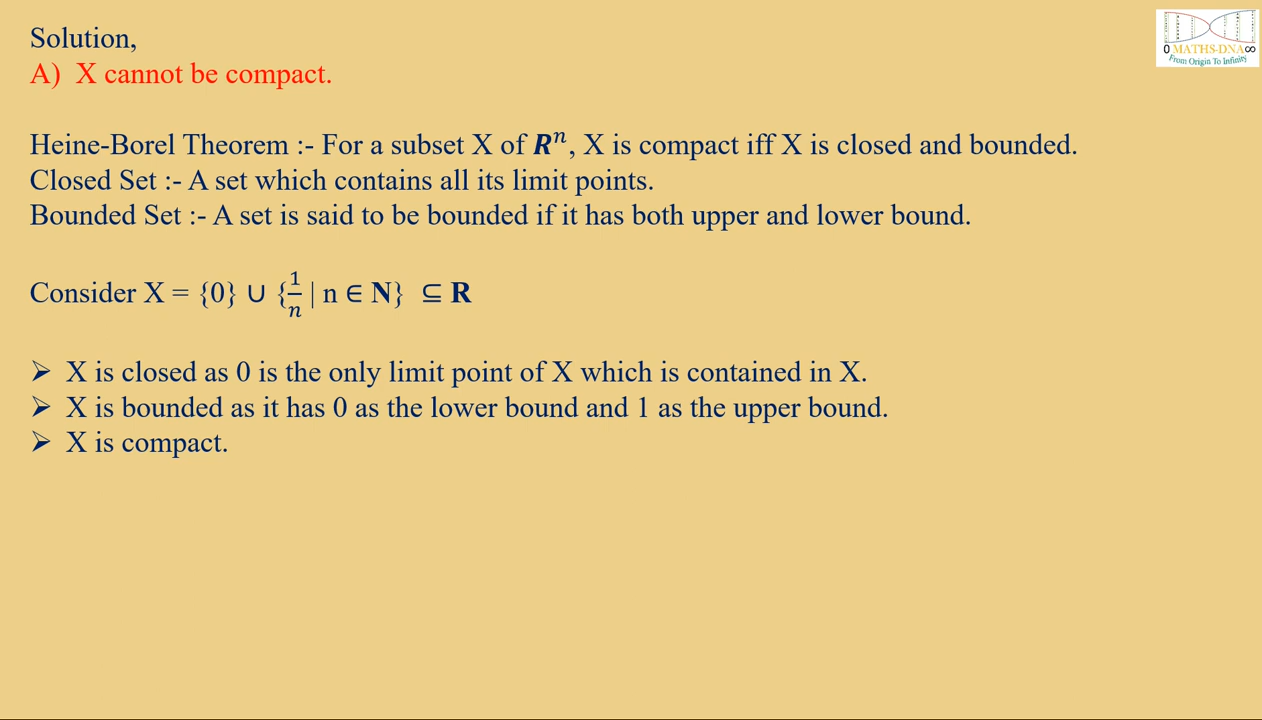 Solution,
A) X cannot be compact.
Heine-Borel Theorem :- For a subset X of 𝑹ⁿ, X is compact iff X is closed and bounded.
Closed Set :- A set which contains all its limit points.
Bounded Set :- A set is said to be bounded if it has both upper and lower bound.
Consider X = {0} ∪ {1/n | n ∈ N} ⊆ R
➢ X is closed as 0 is the only limit point of X which is contained in X.
➢ X is bounded as it has 0 as the lower bound and 1 as the upper bound.
➢ X is compact.
0 MATHS-DNA∞
From Origin To Infinity